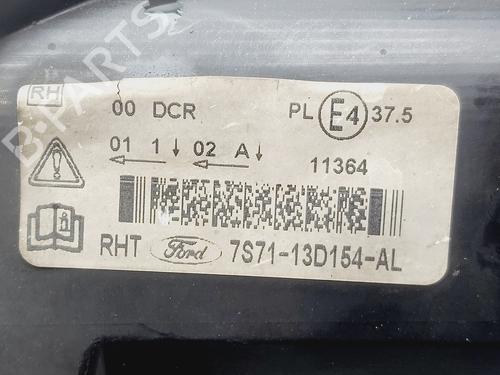 B-PARTS
RH
00 DCR PL E4 37.5
01 1 ↓ 02 A ↓
11364
RHT Ford 7S71-13D154-AL